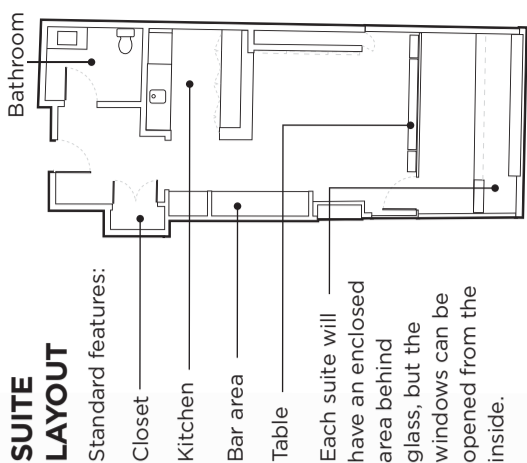 SUITE
LAYOUT
Standard features:
Bathroom
Closet
Kitchen
Bar area
Table
Each suite will
have an enclosed
area behind
glass, but the
windows can be
opened from the
inside.